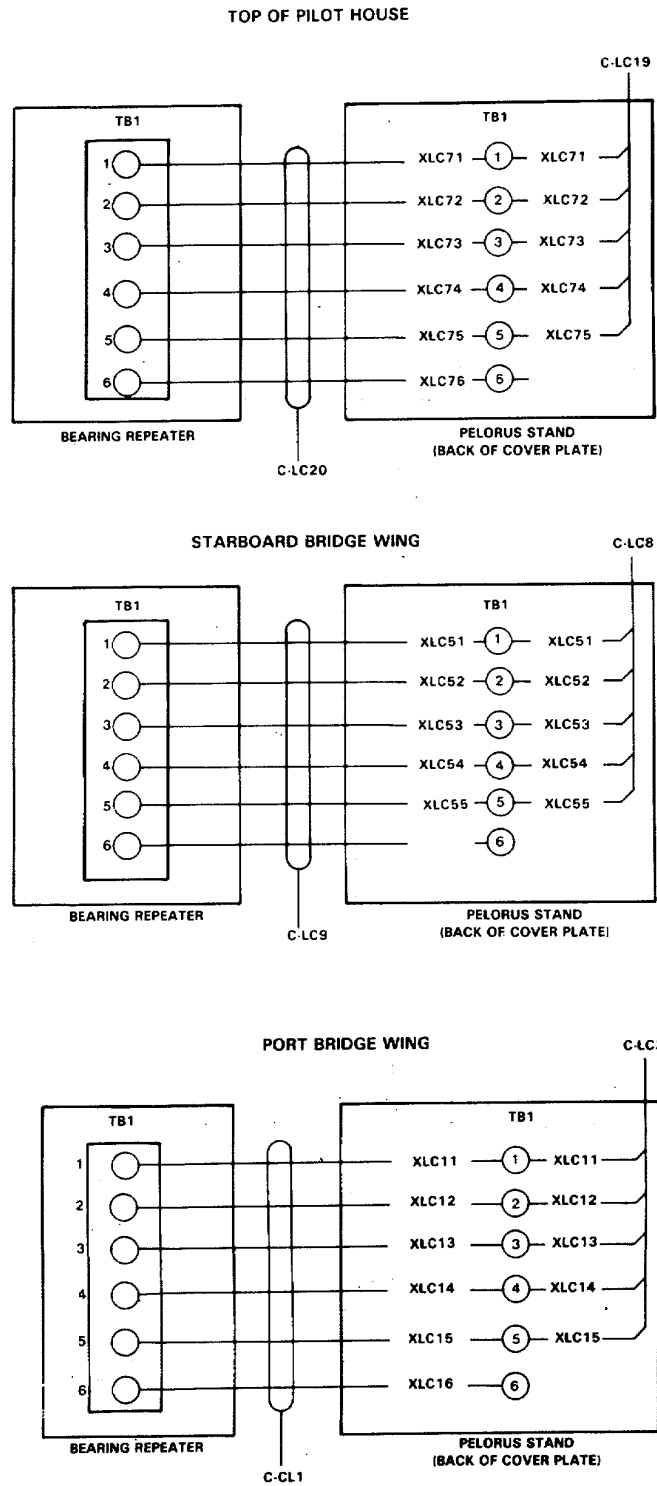 TOP OF PILOT HOUSE
C-LC19
TB1 TB1
1 XLC71 1 XLC71
2 XLC72 2 XLC72
3 XLC73 3 XLC73
4 XLC74 4 XLC74
5 XLC75 5 XLC75
6 XLC76 6
BEARING REPEATER PELORUS STAND
(BACK OF COVER PLATE)
C-LC20
STARBOARD BRIDGE WING C-LC8
TB1 TB1
1 XLC51 1 XLC51
2 XLC52 2 XLC52
3 XLC53 3 XLC53
4 XLC54 4 XLC54
5 XLC55 5 XLC55
6 6
BEARING REPEATER PELORUS STAND
(BACK OF COVER PLATE)
C-LC9
PORT BRIDGE WING
TB1 TB1
1 XLC11 1 XLC11
2 XLC12 2 XLC12
3 XLC13 3 XLC13
4 XLC14 4 XLC14
5 XLC15 5 XLC15
6 XLC16 6
BEARING REPEATER PELORUS STAND
(BACK OF COVER PLATE)
C-CL1